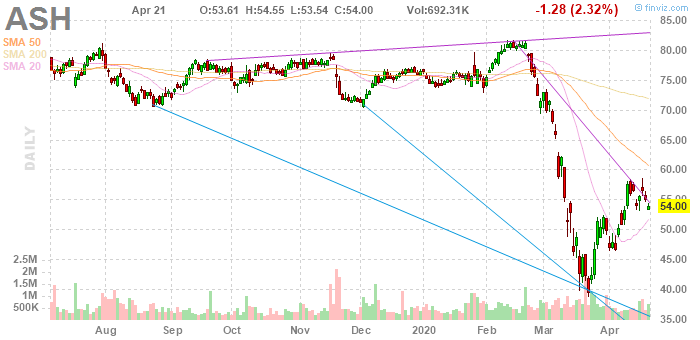 ASH Apr 21 O:53.61 H:54.55 L:53.54 C:54.00 Vol:692.31K -1.28 (2.32%) © finviz.com
SMA 50
SMA 200
SMA 20
DAILY
85.00
80.00
75.00
70.00
65.00
60.00
55.00
54.00
50.00
45.00
40.00
35.00
2.5M
2M
1.5M
1M
500K
Aug Sep Oct Nov Dec 2020 Feb Mar Apr